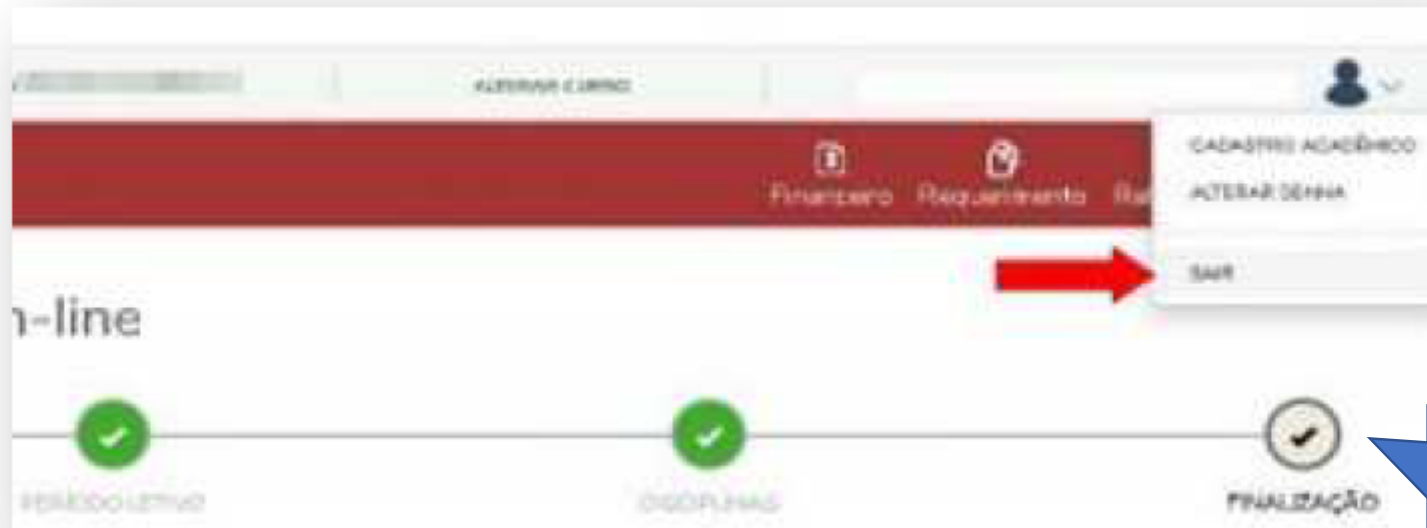 ALTERAR CURSO
CADASTRO ACADÊMICO
ALTERAR SENHA
SAIR
Financeiro Requerimento
n-line
PERÍODO LETIVO DISCIPLINAS FINALIZAÇÃO